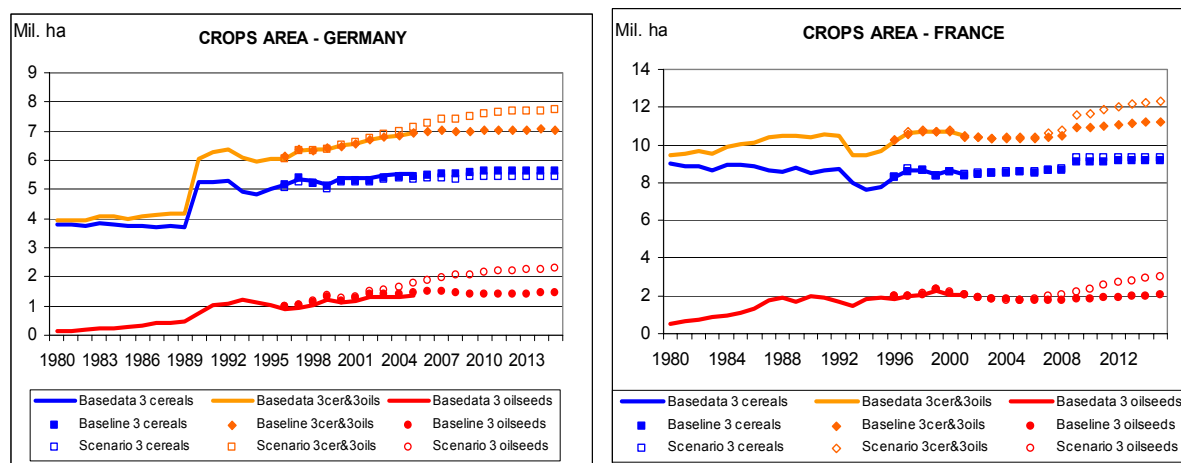 Mil. ha
CROPS AREA - GERMANY
9
8
7
6
5
4
3
2
1
0
1980 1983 1986 1989 1992 1995 1998 2001 2004 2007 2010 2013
Basedata 3 cereals Basedata 3cer&3oils Basedata 3 oilseeds
Baseline 3 cereals Baseline 3cer&3oils Baseline 3 oilseeds
Scenario 3 cereals Scenario 3cer&3oils Scenario 3 oilseeds
Mil. ha
CROPS AREA - FRANCE
14
12
10
8
6
4
2
0
1980 1984 1988 1992 1996 2000 2004 2008 2012
Basedata 3 cereals Basedata 3cer&3oils Basedata 3 oilseeds
Baseline 3 cereals Baseline 3cer&3oils Baseline 3 oilseeds
Scenario 3 cereals Scenario 3cer&3oils Scenario 3 oilseeds